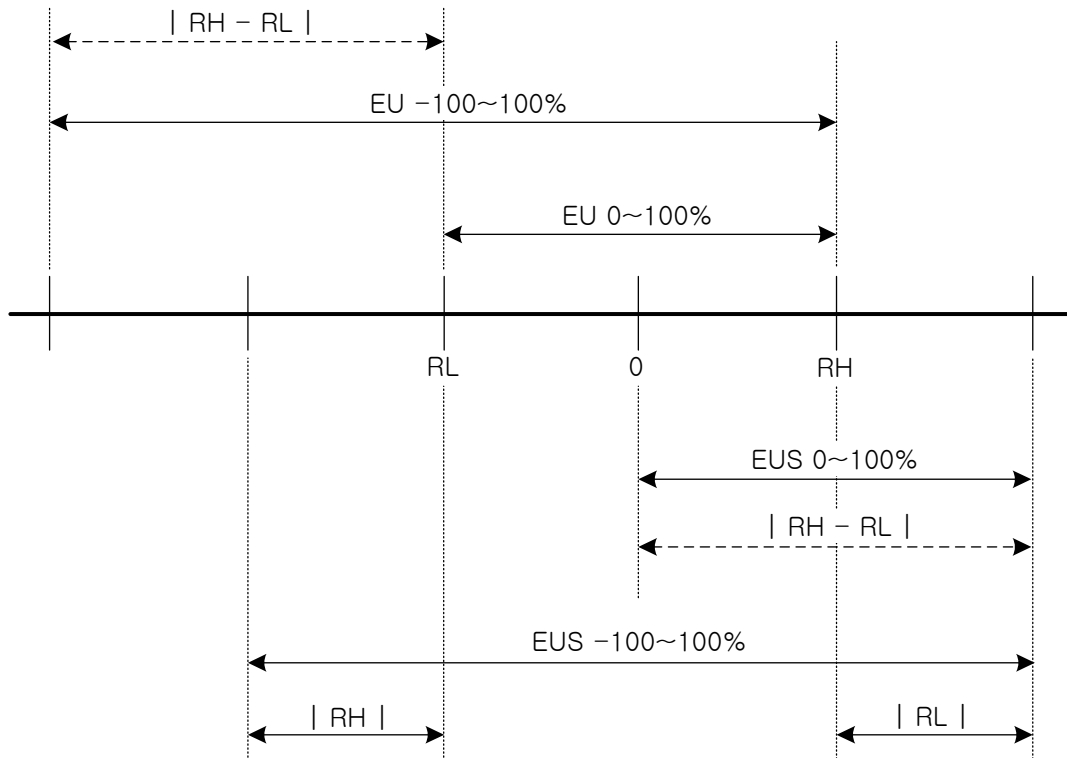 | RH - RL |
EU -100~100%
EU 0~100%
RL 0 RH
EUS 0~100%
| RH - RL |
EUS -100~100%
| RH | | RL |